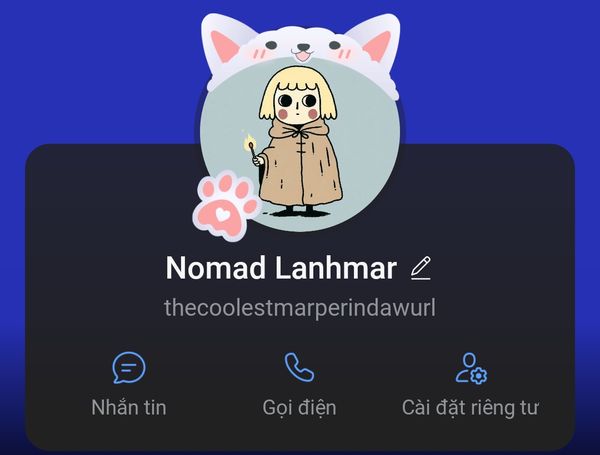 Nomad Lanhmar
thecoolestmarperindawurl
Nhắn tin
Gọi điện
Cài đặt riêng tư